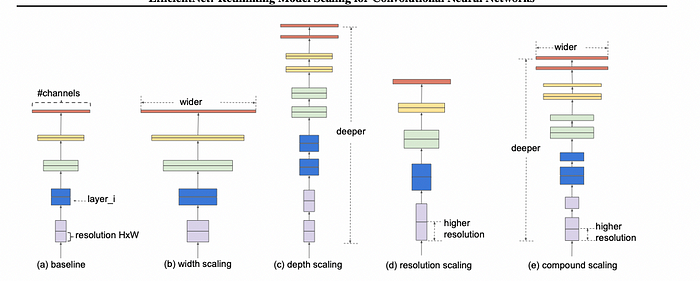 EfficientNet: Rethinking Model Scaling for Convolutional Neural Networks
#channels
wider
wider
deeper
deeper
layer_i
resolution HxW
higher
resolution
higher
resolution
(a) baseline
(b) width scaling
(c) depth scaling
(d) resolution scaling
(e) compound scaling